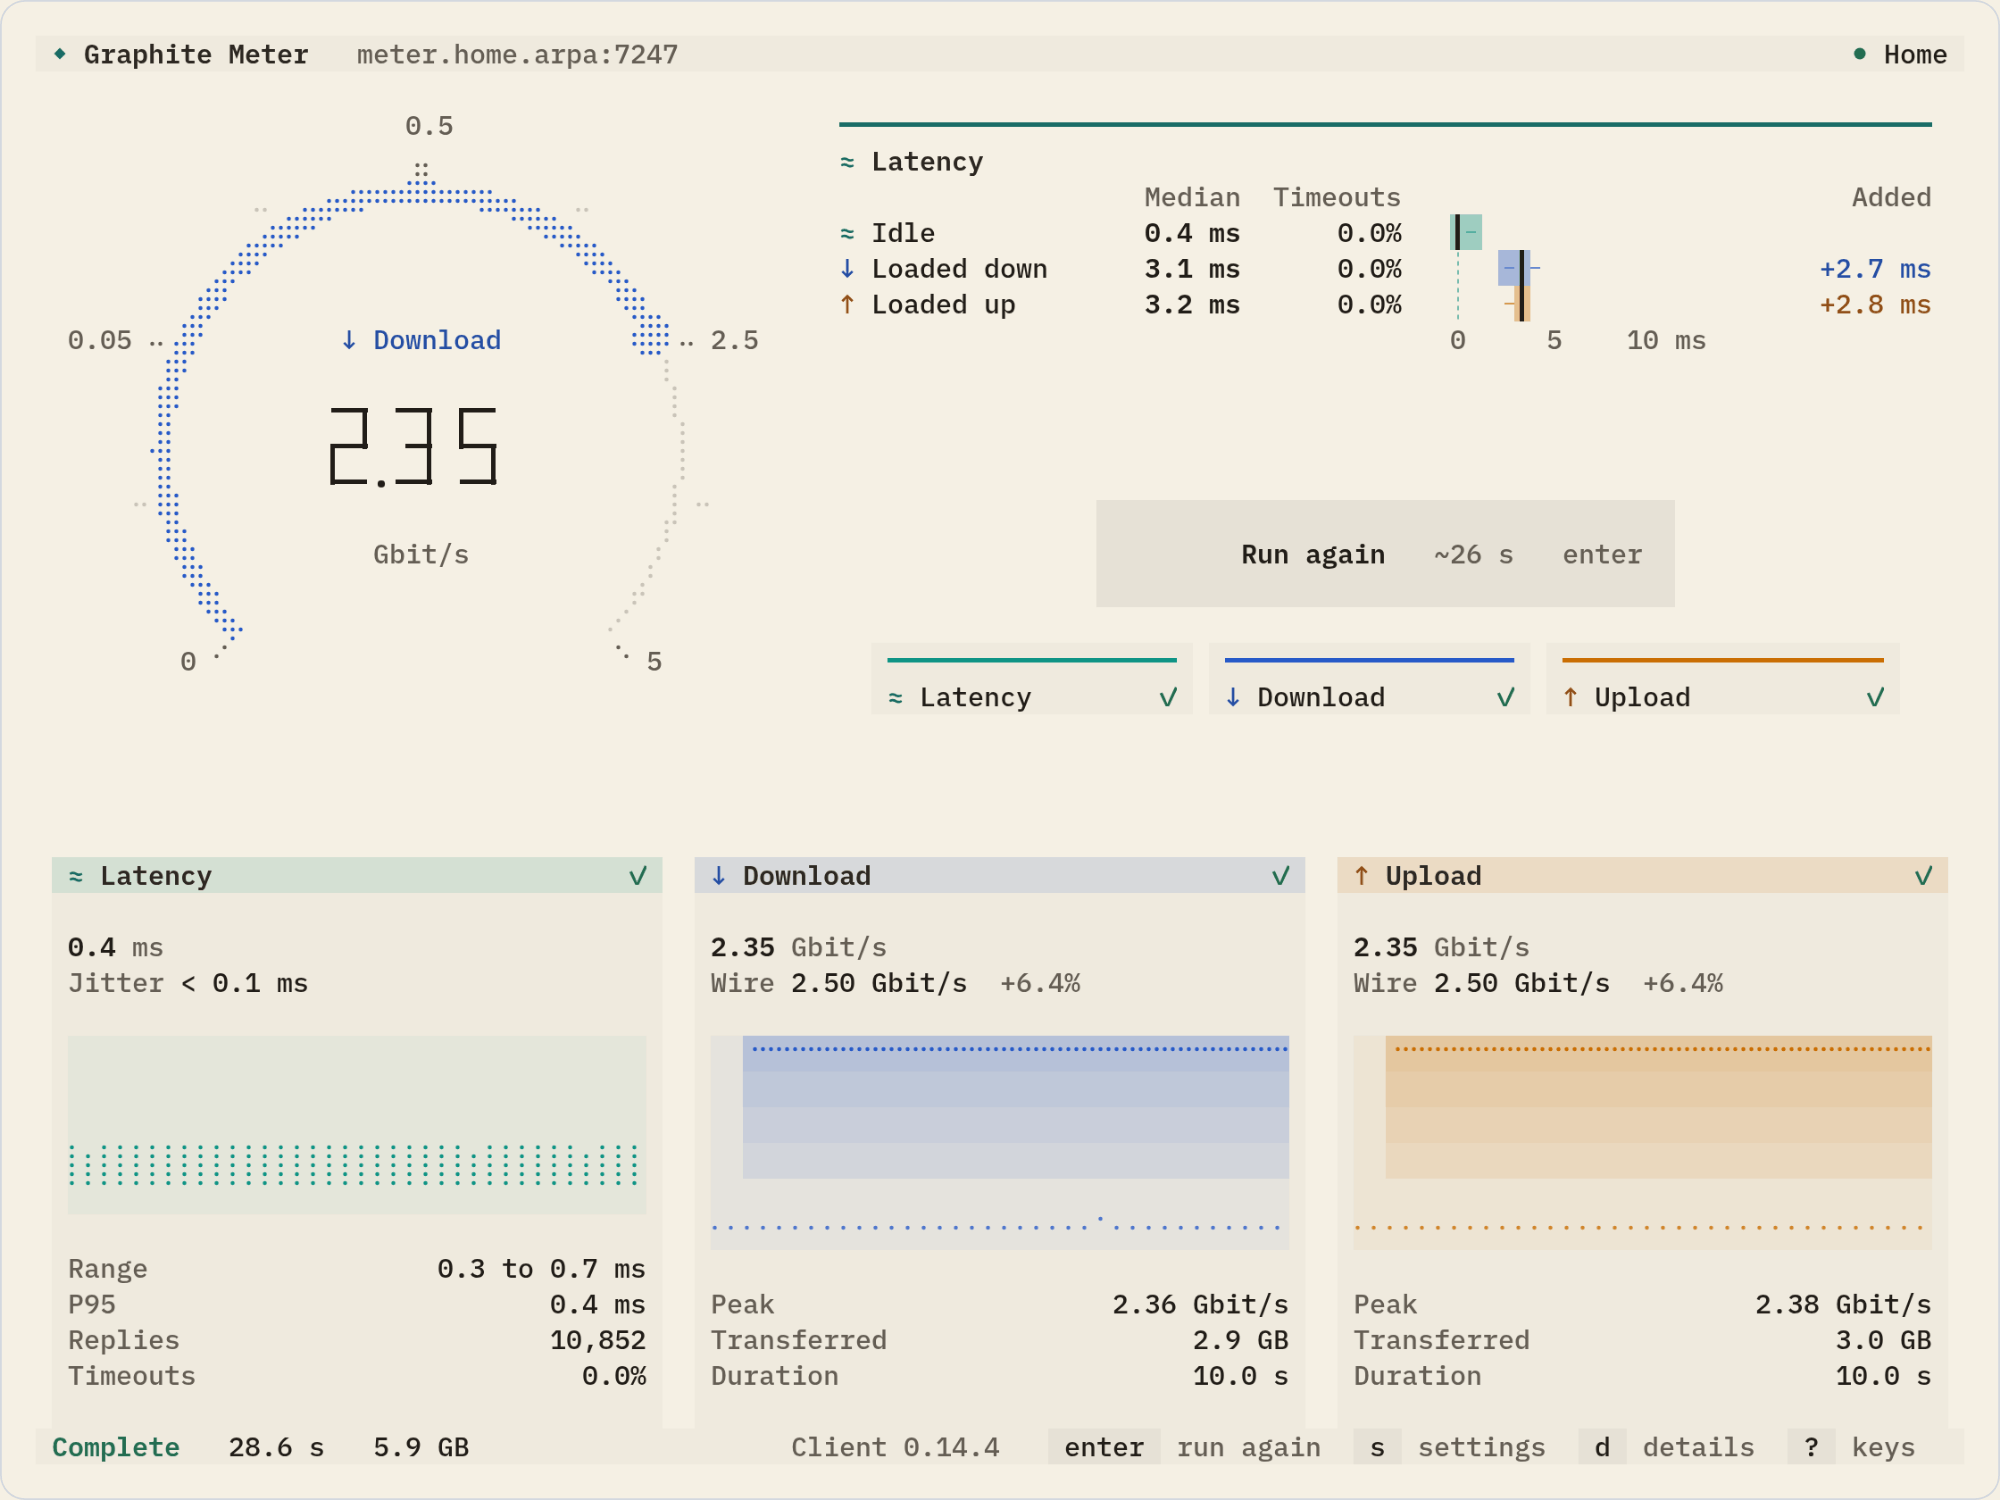 ◆ Graphite Meter meter.home.arpa:7247 ● Home
0.5
0.05
2.5
0
5
↓ Download
2.35
Gbit/s
≈ Latency
Median Timeouts Added
≈ Idle 0.4 ms 0.0%
↓ Loaded down 3.1 ms 0.0% +2.7 ms
↑ Loaded up 3.2 ms 0.0% +2.8 ms
0 5 10 ms
Run again ~26 s enter
≈ Latency ✓
↓ Download ✓
↑ Upload ✓
≈ Latency ✓
0.4 ms
Jitter < 0.1 ms
Range 0.3 to 0.7 ms
P95 0.4 ms
Replies 10,852
Timeouts 0.0%
↓ Download ✓
2.35 Gbit/s
Wire 2.50 Gbit/s +6.4%
Peak 2.36 Gbit/s
Transferred 2.9 GB
Duration 10.0 s
↑ Upload ✓
2.35 Gbit/s
Wire 2.50 Gbit/s +6.4%
Peak 2.38 Gbit/s
Transferred 3.0 GB
Duration 10.0 s
Complete 28.6 s 5.9 GB Client 0.14.4 enter run again s settings d details ? keys